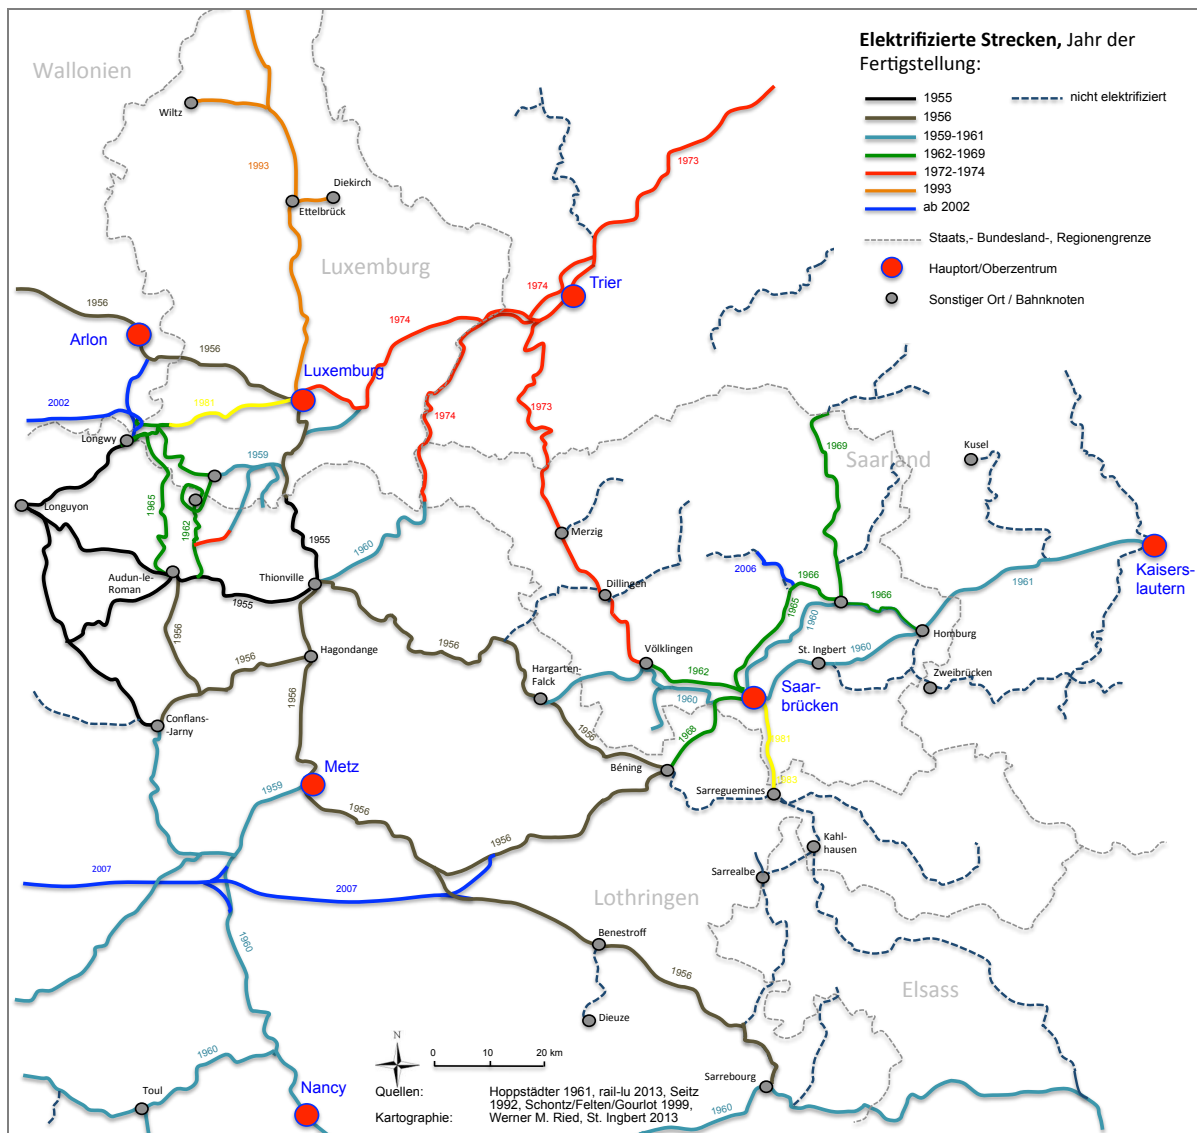 Elektrifizierte Strecken, Jahr der
Fertigstellung:
1955
nicht elektrifiziert
1956
1959-1961
1962-1969
1972-1974
1993
ab 2002
Staats,- Bundesland-, Regionengrenze
Hauptort/Oberzentrum
Sonstiger Ort / Bahnknoten
Wallonien
Wiltz
1993
Diekirch
Ettelbrück
Luxemburg
1973
Trier
1974
1974
1956
Arlon
1956
Luxemburg
2002
1981
1974
1973
Longwy
1959
1969
Saarland
Kusel
Longuyon
1965
1962
1955
1960
Merzig
Kaisers-
lautern
Audun-le-
Roman
1955
Thionville
Dillingen
2006
1966
1965
1960
1966
1961
1956
1956
Hagondange
1956
1956
Hargarten-
Falck
Völklingen
1962
1960
St. Ingbert
1960
Homburg
Zweibrücken
Saar-
brücken
Conflans-
-Jarny
1956
1968
1981
1983
Béning
Sarreguemines
Metz
1959
1956
1956
Kahl-
hausen
Sarrealbe
2007
2007
Lothringen
1960
Benestroff
1956
Elsass
Dieuze
N
0
10
20 km
1960
Toul
Nancy
Sarrebourg
1960
Quellen:
Hoppstädter 1961, rail-lu 2013, Seitz
1992, Schontz/Felten/Gourlot 1999,
Kartographie:
Werner M. Ried, St. Ingbert 2013